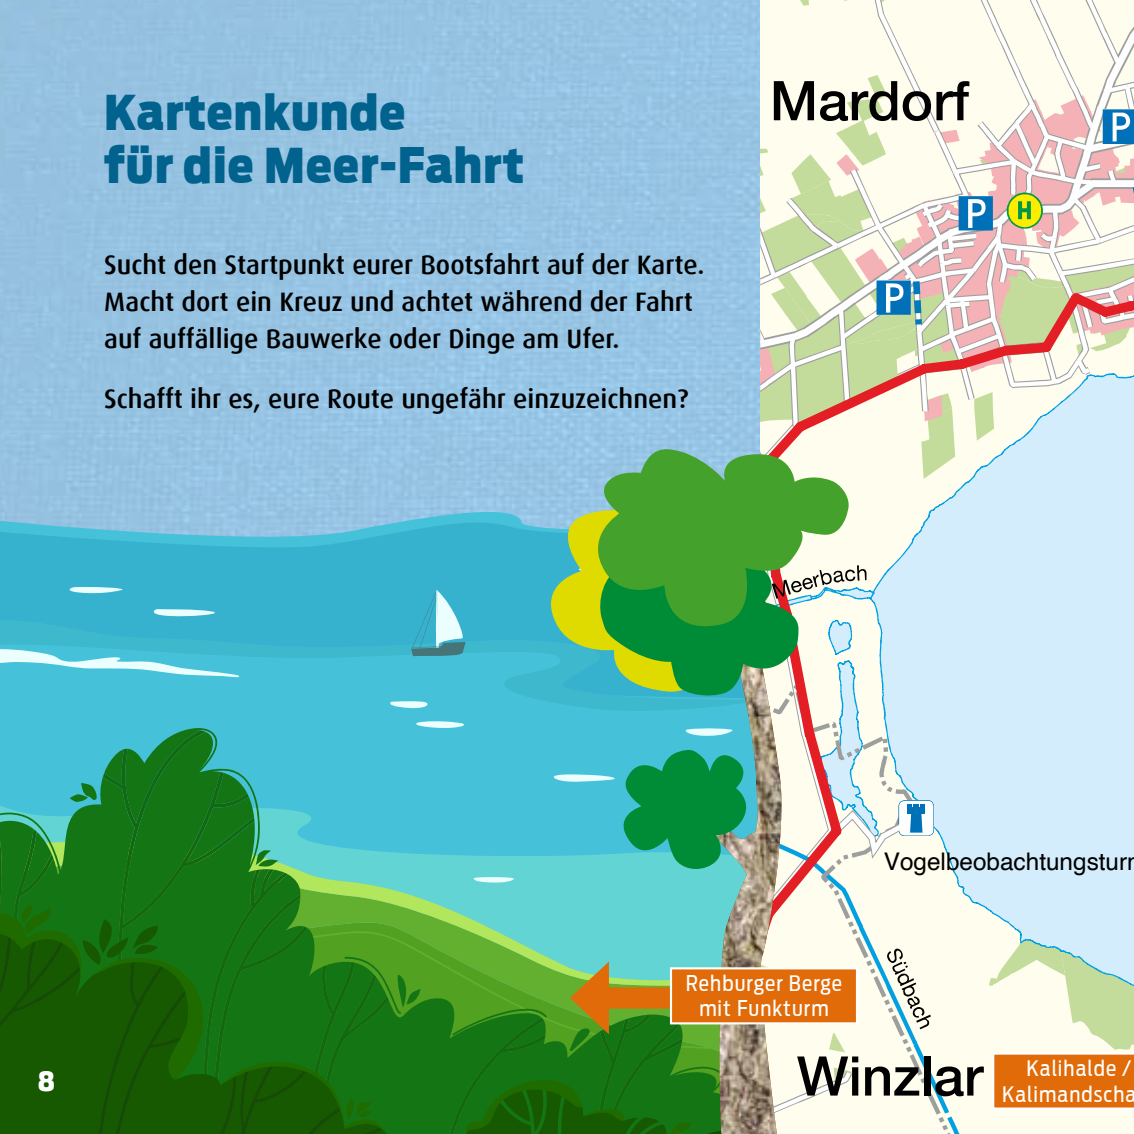 Kartenkunde
für die Meer-Fahrt
Sucht den Startpunkt eurer Bootsfahrt auf der Karte.
Macht dort ein Kreuz und achtet während der Fahrt
auf auffällige Bauwerke oder Dinge am Ufer.
Schafft ihr es, eure Route ungefähr einzuzeichnen?
Mardorf
P
P
H
P
Meerbach
Vogelbeobachtungsturm
Südbach
Rehburger Berge
mit Funkturm
Winzlar
Kalihalde /
Kalimandscha
8